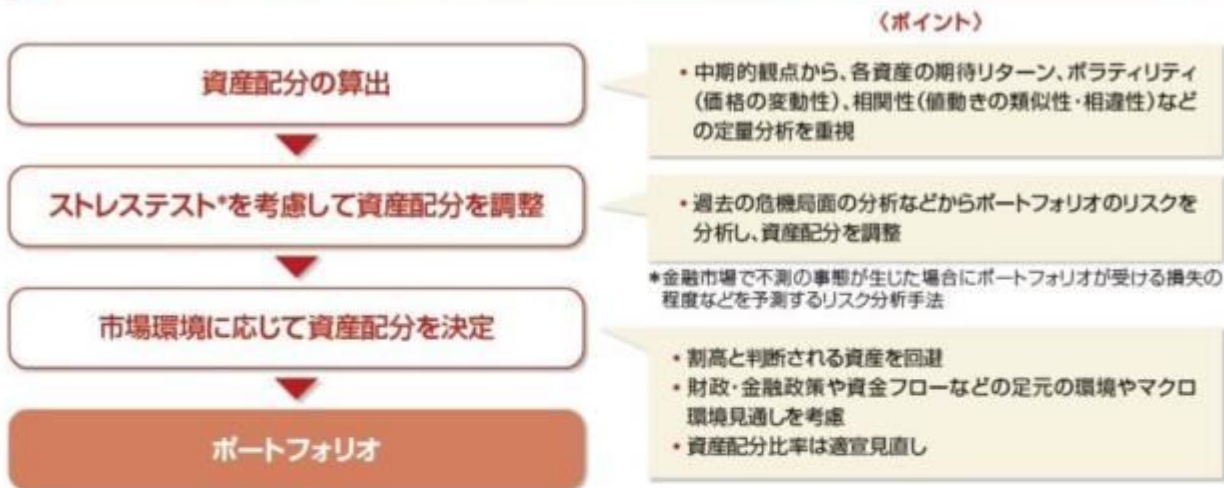 〈ポイント〉
資産配分の算出
・中期的観点から、各資産の期待リターン、ボラティリティ
(価格の変動性)、相関性(値動きの類似性・相違性)など
の定量分析を重視
ストレステスト*を考慮して資産配分を調整
・過去の危機局面の分析などからポートフォリオのリスクを
分析し、資産配分を調整
*金融市場で不測の事態が生じた場合にポートフォリオが受ける損失の
程度などを予測するリスク分析手法
市場環境に応じて資産配分を決定
・割高と判断される資産を回避
・財政・金融政策や資金フローなどの足元の環境やマクロ
環境見通しを考慮
・資産配分比率は適宜見直し
ポートフォリオ